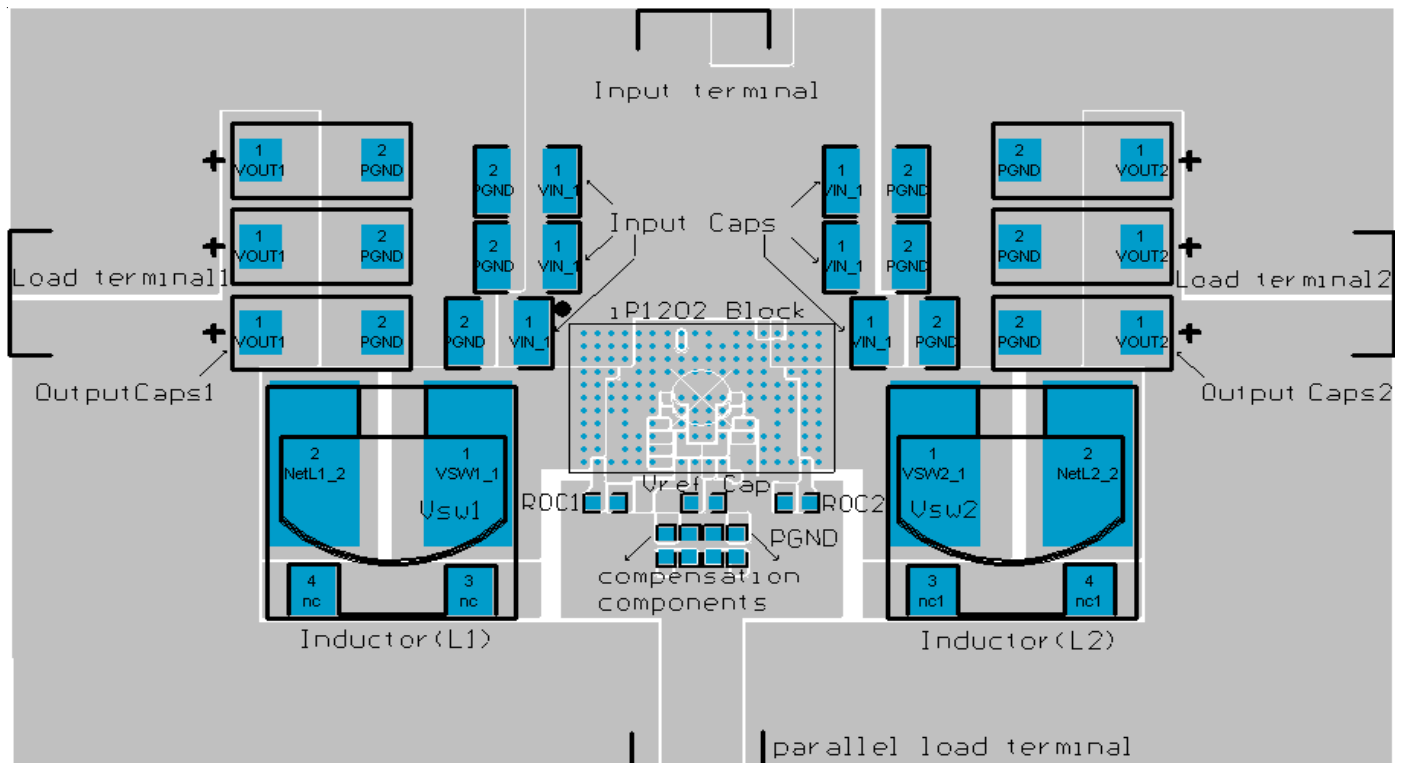 Input terminal
1
VOUT1
2
PGND
2
PGND
1
VIN_1
1
VIN_1
2
PGND
2
PGND
1
VOUT2
Input Caps
1
VOUT1
2
PGND
2
PGND
1
VIN_1
1
VIN_1
2
PGND
2
PGND
1
VOUT2
Load terminal1
Load terminal2
iP1202 Block
1
VOUT1
2
PGND
2
PGND
1
VIN_1
1
VIN_1
2
PGND
2
PGND
1
VOUT2
OutputCaps1
Output Caps2
2
NetL1_2
1
VSW1_1
Vsw1
1
VSW2_1
Vsw2
2
NetL2_2
Vref Cap
ROC1
ROC2
PGND
compensation
components
4
nc
3
nc
3
nc1
4
nc1
Inductor(L1)
Inductor(L2)
parallel load terminal